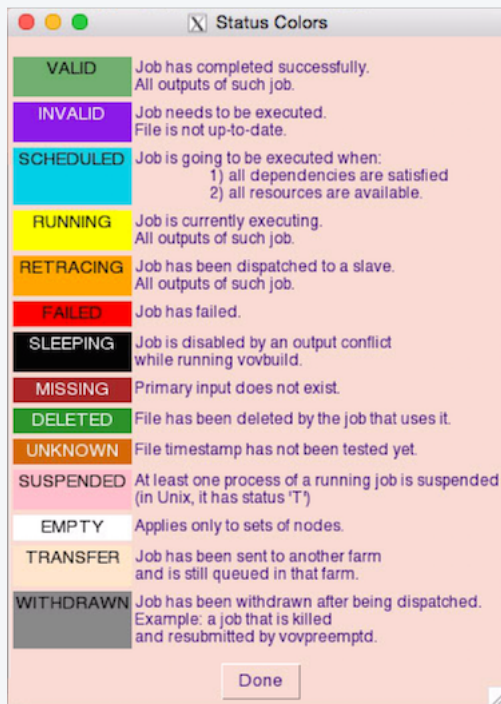 Status Colors
VALID Job has completed successfully.
All outputs of such job.
INVALID Job needs to be executed.
File is not up-to-date.
SCHEDULED Job is going to be executed when:
1) all dependencies are satisfied
2) all resources are available.
RUNNING Job is currently executing.
All outputs of such job.
RETRACING Job has been dispatched to a slave.
All outputs of such job.
FAILED Job has failed.
SLEEPING Job is disabled by an output conflict
while running vovbuild.
MISSING Primary input does not exist.
DELETED File has been deleted by the job that uses it.
UNKNOWN File timestamp has not been tested yet.
SUSPENDED At least one process of a running job is suspended
(in Unix, it has status 'T')
EMPTY Applies only to sets of nodes.
TRANSFER Job has been sent to another farm
and is still queued in that farm.
WITHDRAWN Job has been withdrawn after being dispatched.
Example: a job that is killed
and resubmitted by vovpreemptd.
Done